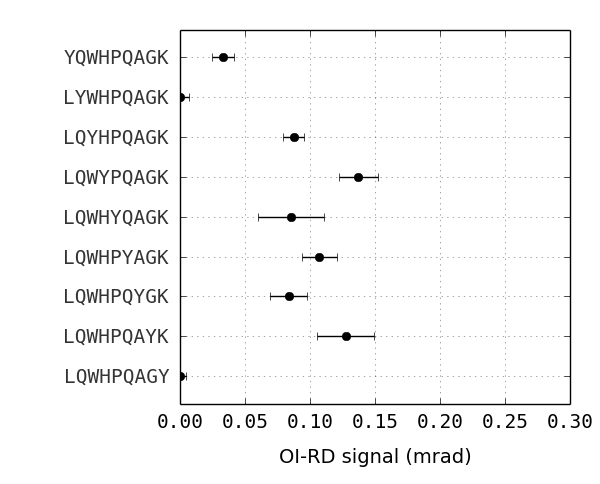 YQWHPQAGK
LYWHPQAGK
LQYHPQAGK
LQWYPQAGK
LQWHYQAGK
LQWHPYAGK
LQWHPQYGK
LQWHPQAYK
LQWHPQAGY
0.00 0.05 0.10 0.15 0.20 0.25 0.30
OI-RD signal (mrad)